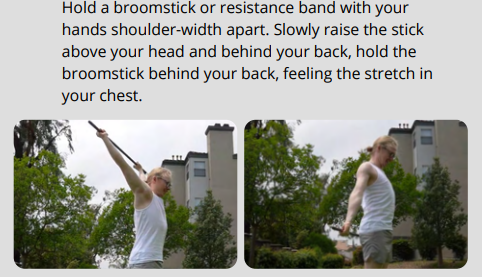 Hold a broomstick or resistance band with your
hands shoulder-width apart. Slowly raise the stick
above your head and behind your back, hold the
broomstick behind your back, feeling the stretch in
your chest.